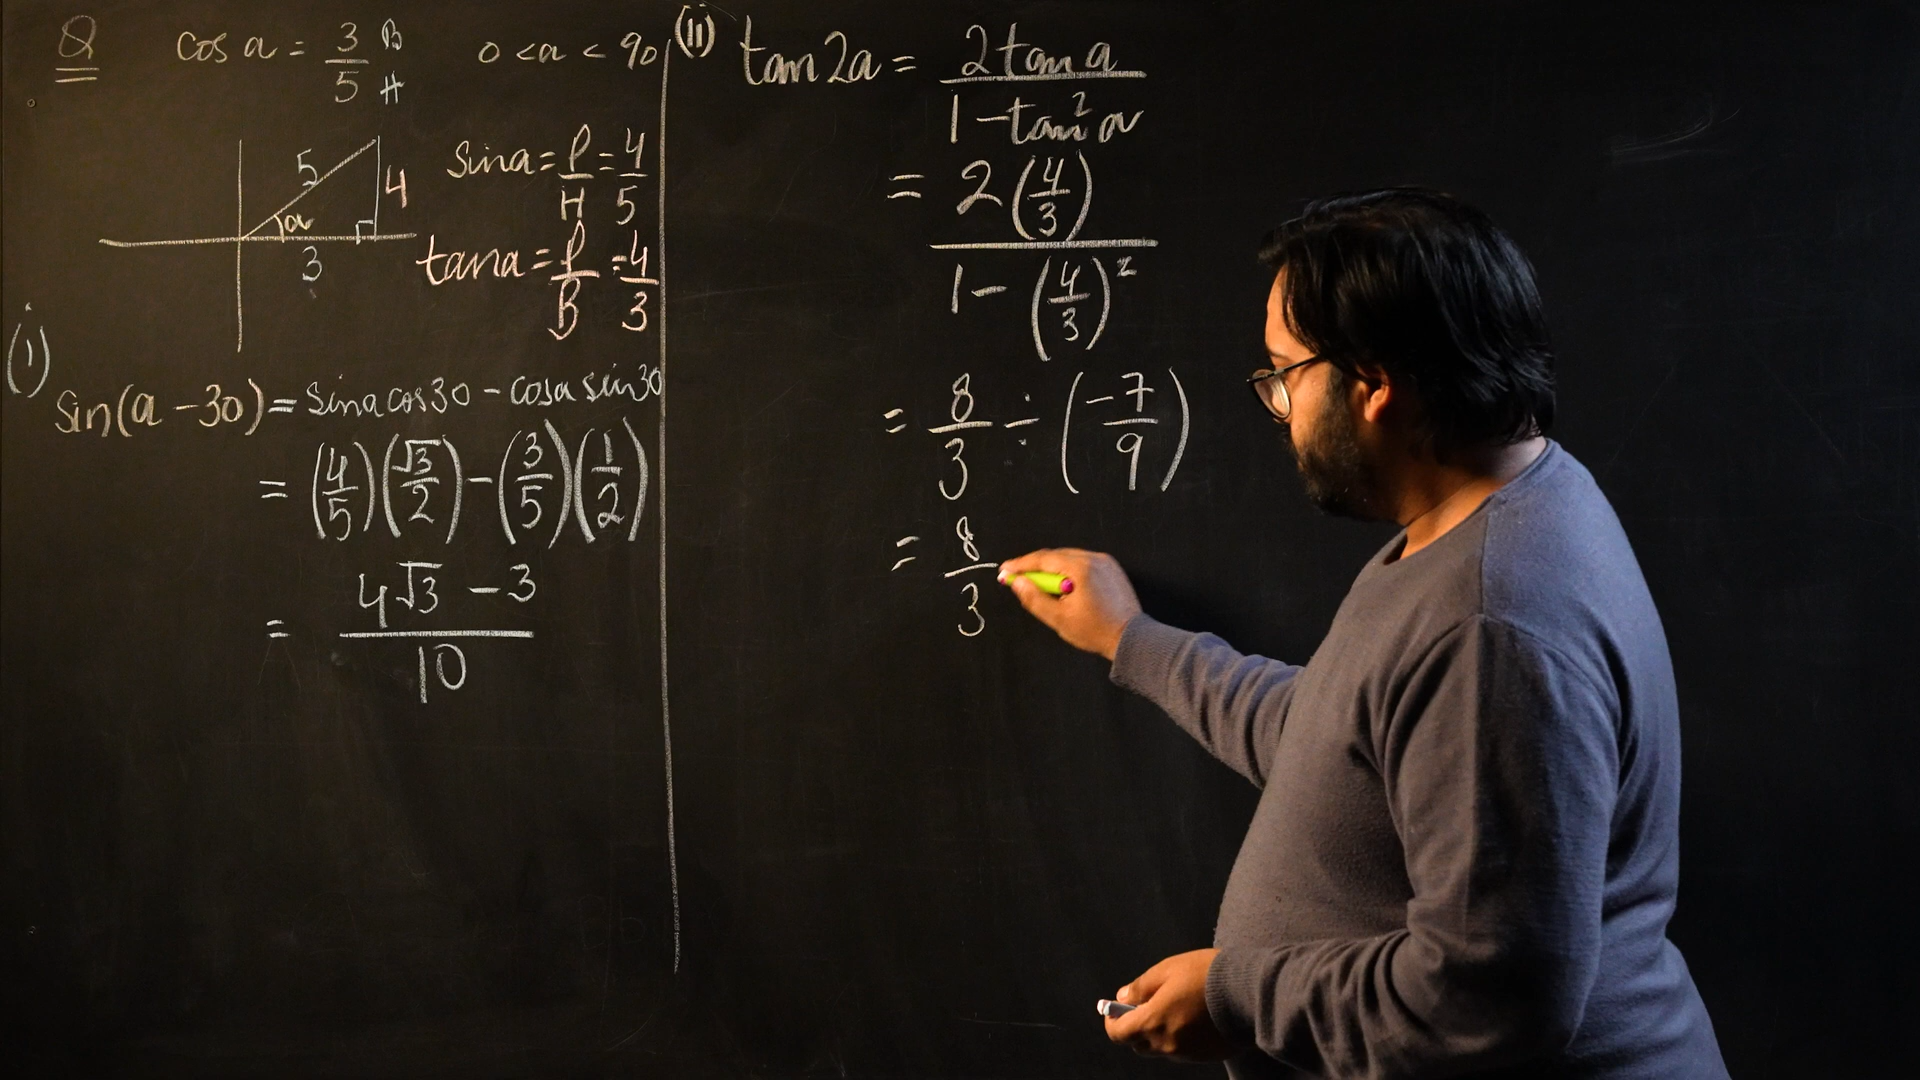 Q cos a = 3/5 B/H 0 < a < 90
5
4
a
3
sin a = P/H = 4/5
tan a = P/B = 4/3
(i)
sin(a - 30) = sin a cos 30 - cos a sin 30
= (4/5)(√3/2) - (3/5)(1/2)
= 4√3 - 3 / 10
(ii) tan 2a = 2 tan a / 1 - tan² a
= 2(4/3) / 1 - (4/3)²
= 8/3 ÷ (-7/9)
= 8/3